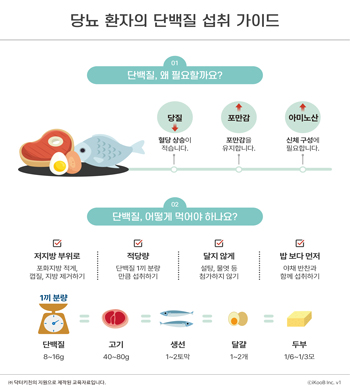 당뇨 환자의 단백질 섭취 가이드
01
단백질, 왜 필요할까요?
당질
혈당 상승이
적습니다.
포만감
포만감을
유지합니다.
아미노산
신체 구성에
필요합니다.
02
단백질, 어떻게 먹어야 하나요?
저지방 부위로
포화지방 적게,
껍질, 지방 제거하기
적당량
단백질 1끼 분량
만큼 섭취하기
달지 않게
설탕, 물엿 등
첨가하지 않기
밥 보다 먼저
야채 반찬과
함께 섭취하기
1끼 분량
단백질
8~16g
=
고기
40~80g
=
생선
1~2토막
=
달걀
1~2개
=
두부
1/6~1/3모
닥터키친의 지원으로 제작된 교육자료입니다.
Inc. v1